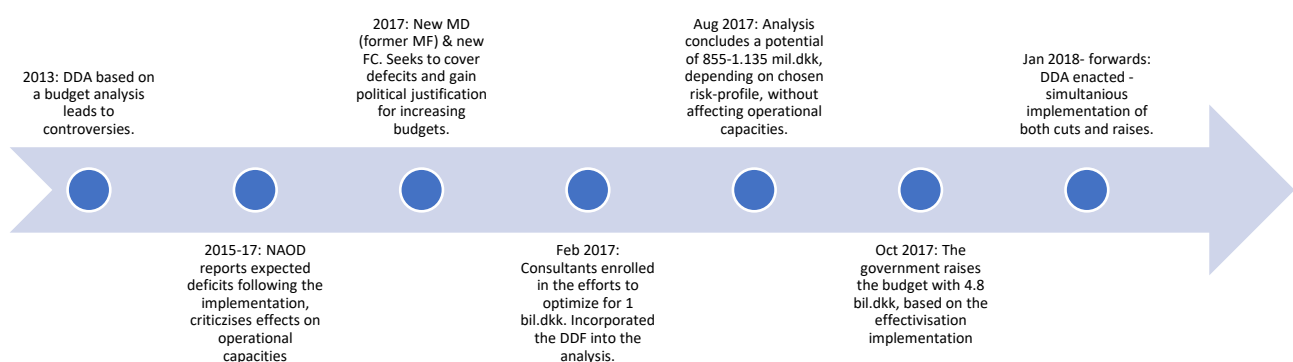 2013: DDA based on
a budget analysis
leads to
controversies.
2015-17: NAOD
reports expected
deficits following the
implementation,
criticzises effects on
operational
capacities
2017: New MD
(former MF) & new
FC. Seeks to cover
defecits and gain
political justification
for increasing
budgets.
Feb 2017:
Consultants enrolled
in the efforts to
optimize for 1
bil.dkk. Incorporated
the DDF into the
analysis.
Aug 2017: Analysis
concludes a potential
of 855-1.135 mil.dkk,
depending on chosen
risk-profile, without
affecting operational
capacities.
Oct 2017: The
government raises
the budget with 4.8
bil.dkk, based on the
effectivisation
implementation
Jan 2018- forwards:
DDA enacted -
simultanious
implementation of
both cuts and raises.